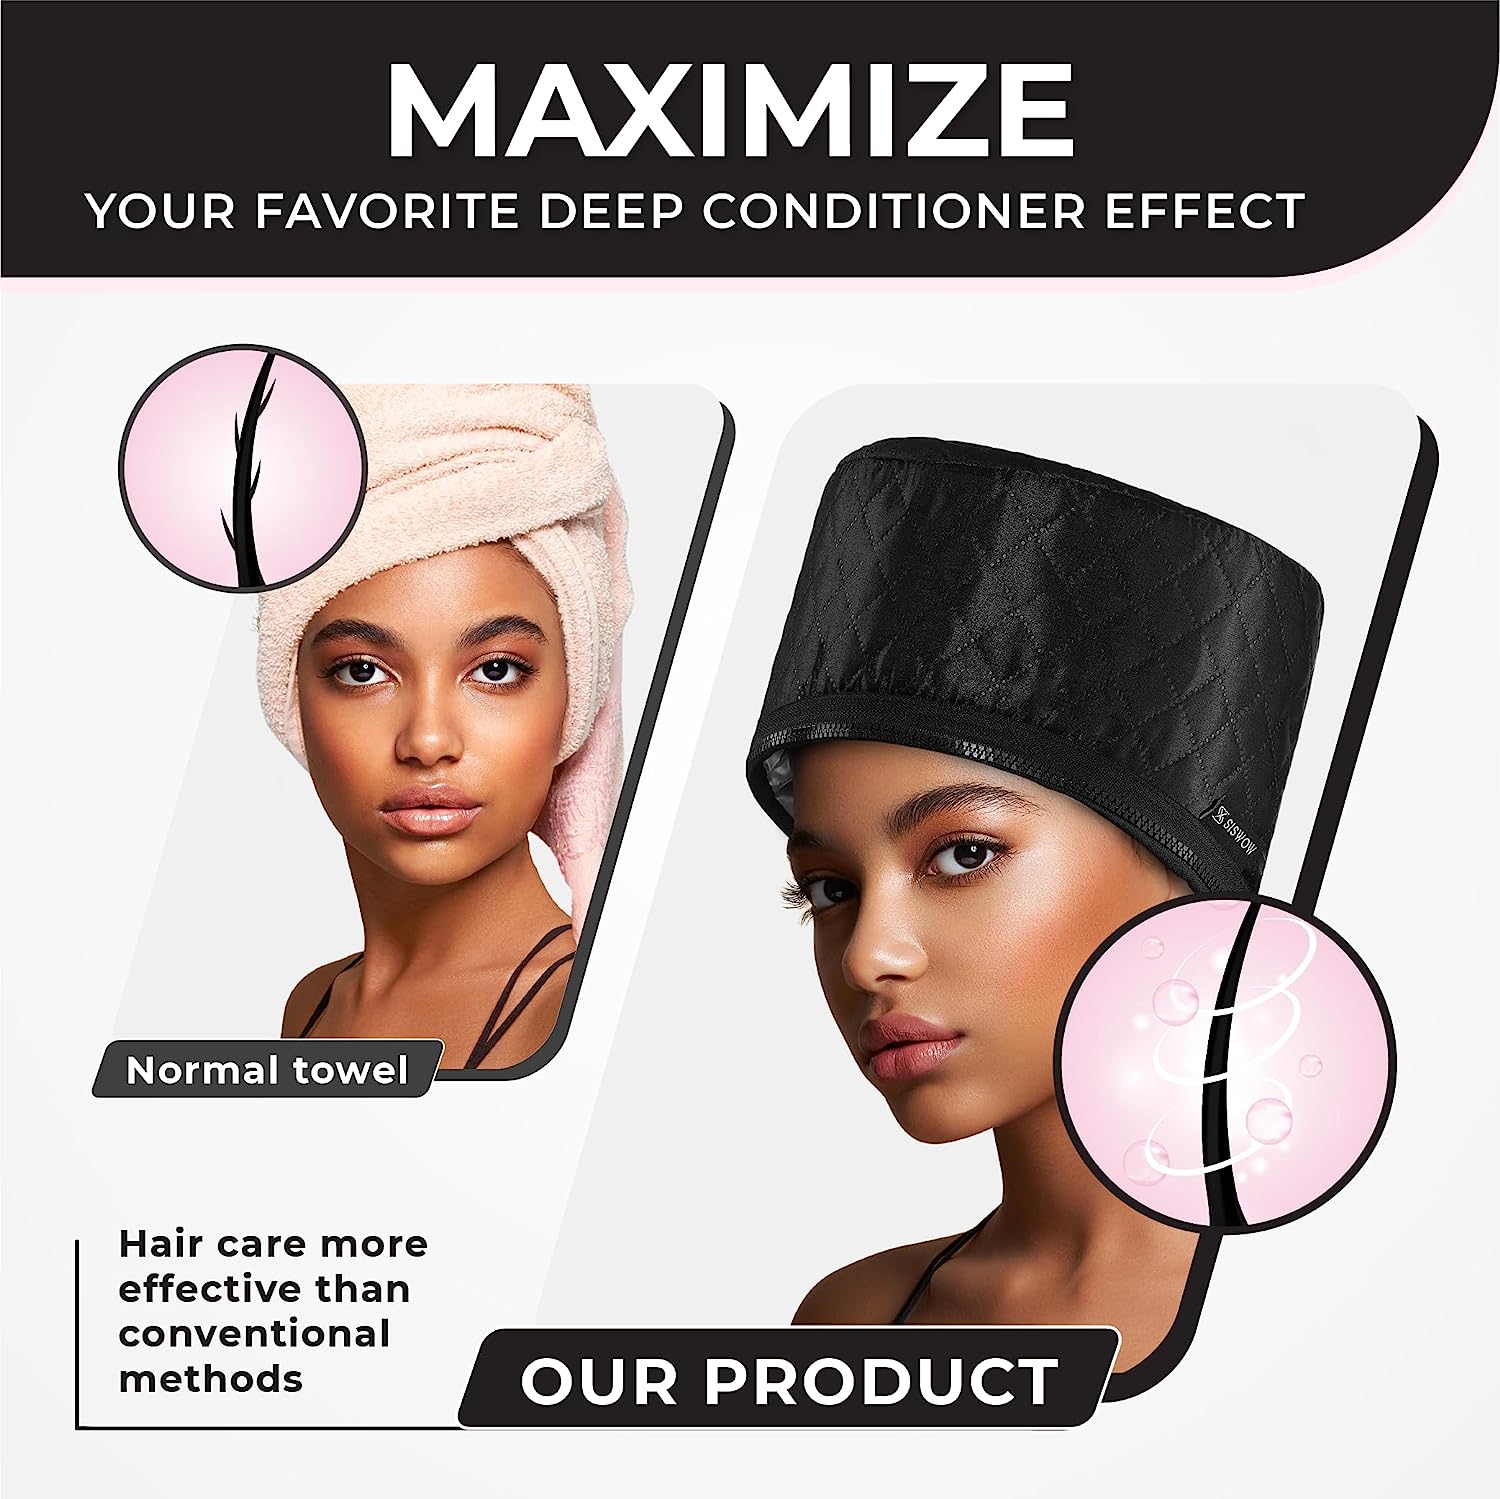 MAXIMIZE
YOUR FAVORITE DEEP CONDITIONER EFFECT
SISWOW
Normal towel
Hair care more
effective than
conventional
methods
OUR PRODUCT